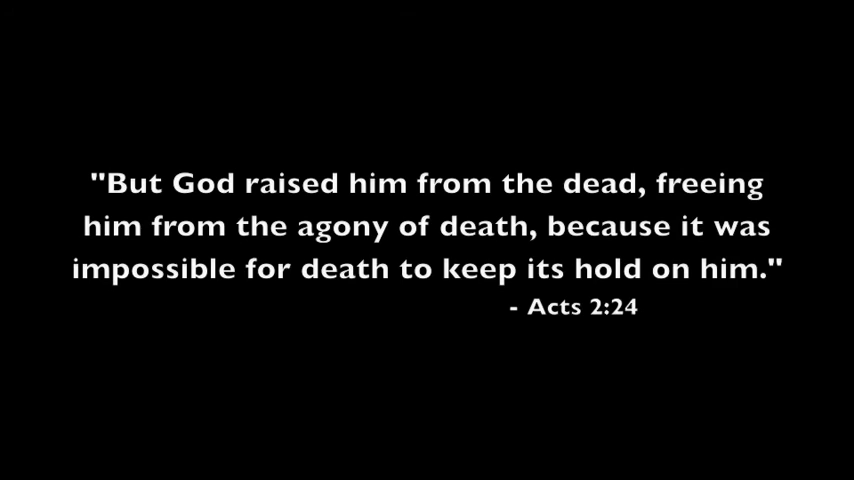 "But God raised him from the dead, freeing
him from the agony of death, because it was
impossible for death to keep its hold on him."
- Acts 2:24